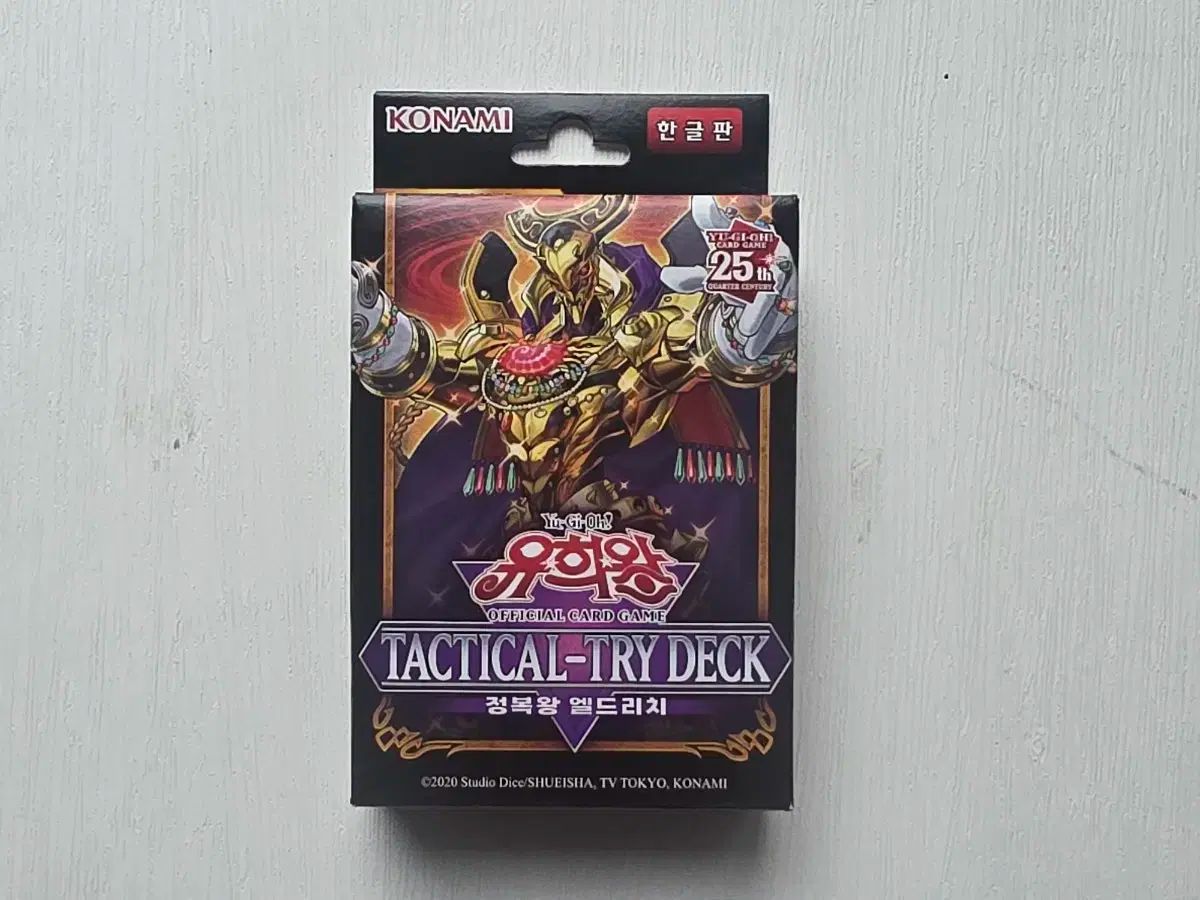 KONAMI
한글판
YU-GI-OH!
CARD GAME
25th
QUARTER CENTURY
Yu-Gi-Oh!
유희왕
OFFICIAL CARD GAME
TACTICAL-TRY DECK
정복왕 엘드리치
©2020 Studio Dice/SHUEISHA, TV TOKYO, KONAMI